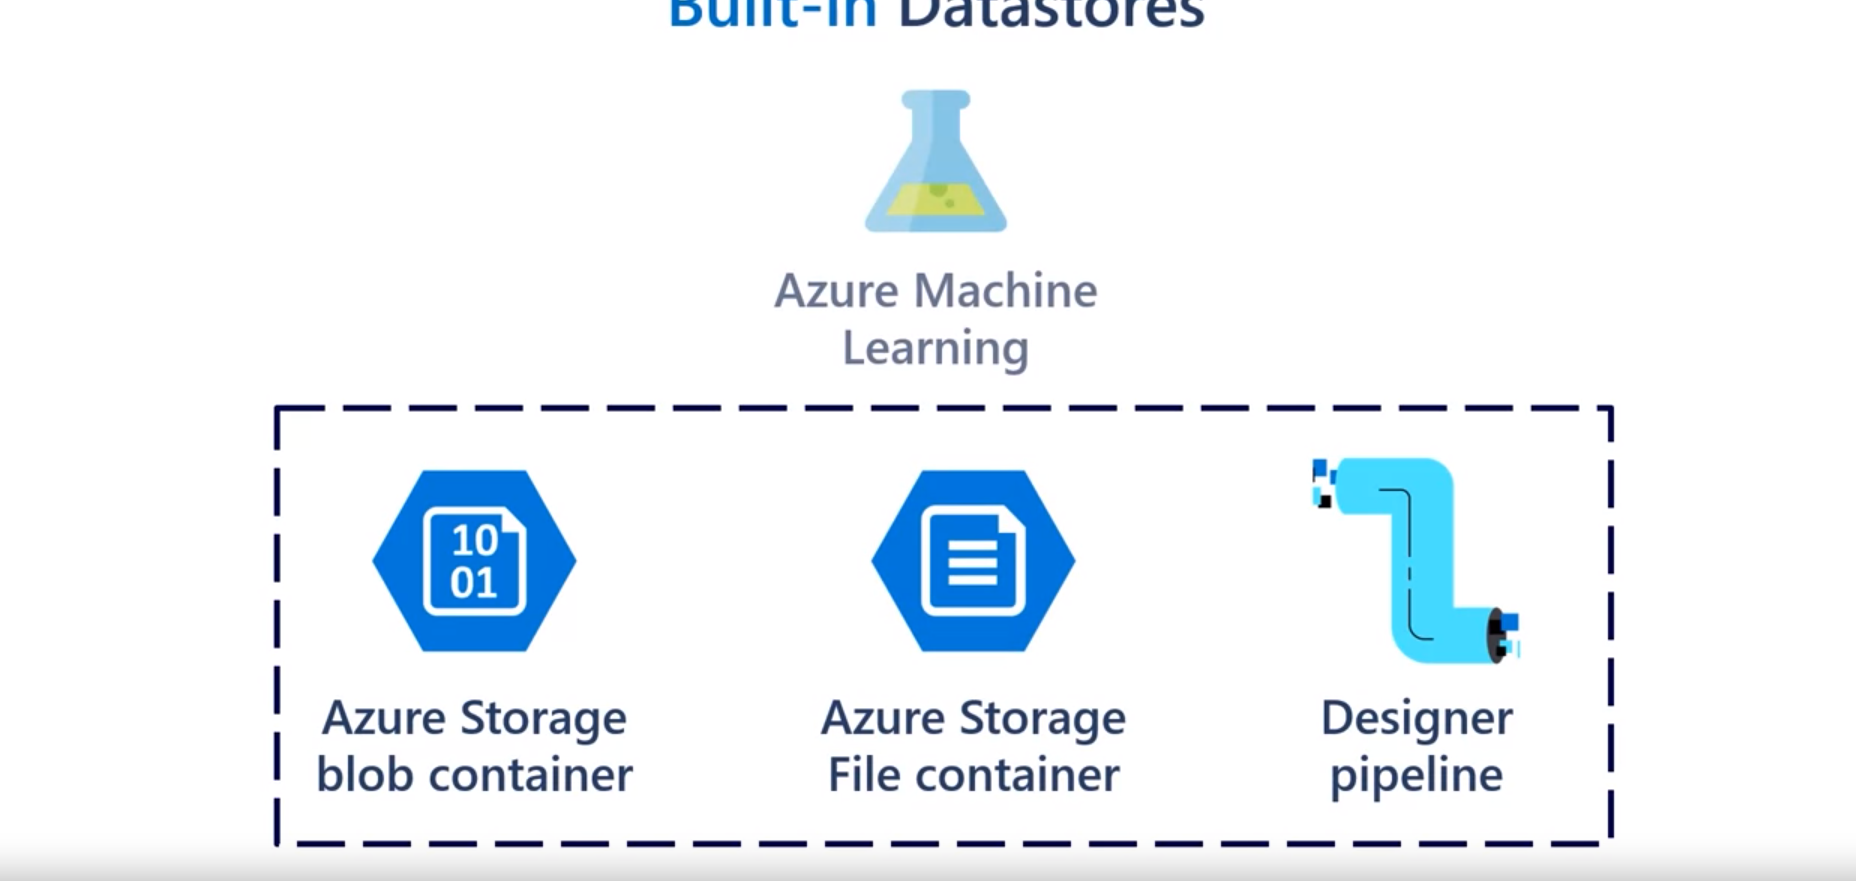 Built-in Datastores
Azure Machine
Learning
10
01
Azure Storage
blob container
Azure Storage
File container
Designer
pipeline